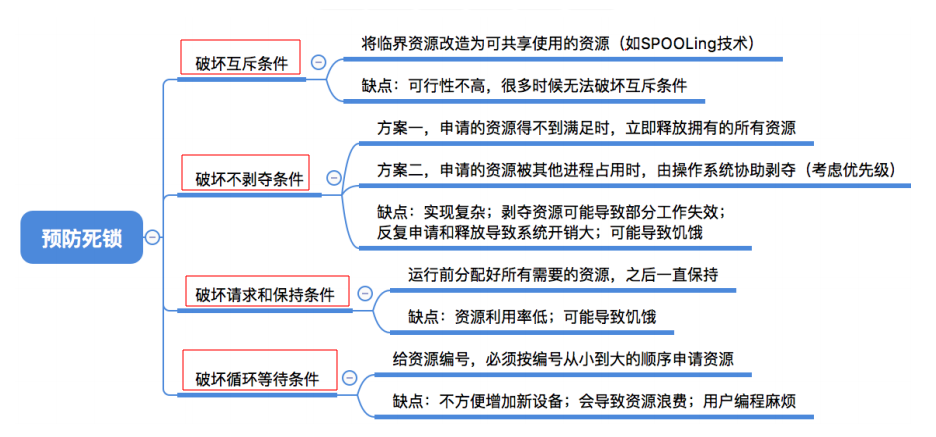 预防死锁
破坏互斥条件
将临界资源改造为可共享使用的资源（如SPOOLing技术）
缺点：可行性不高，很多时候无法破坏互斥条件
破坏不剥夺条件
方案一，申请的资源得不到满足时，立即释放拥有的所有资源
方案二，申请的资源被其他进程占用时，由操作系统协助剥夺（考虑优先级）
缺点：实现复杂；剥夺资源可能导致部分工作失效；
反复申请和释放导致系统开销大；可能导致饥饿
破坏请求和保持条件
运行前分配好所有需要的资源，之后一直保持
缺点：资源利用率低；可能导致饥饿
破坏循环等待条件
给资源编号，必须按编号从小到大的顺序申请资源
缺点：不方便增加新设备；会导致资源浪费；用户编程麻烦